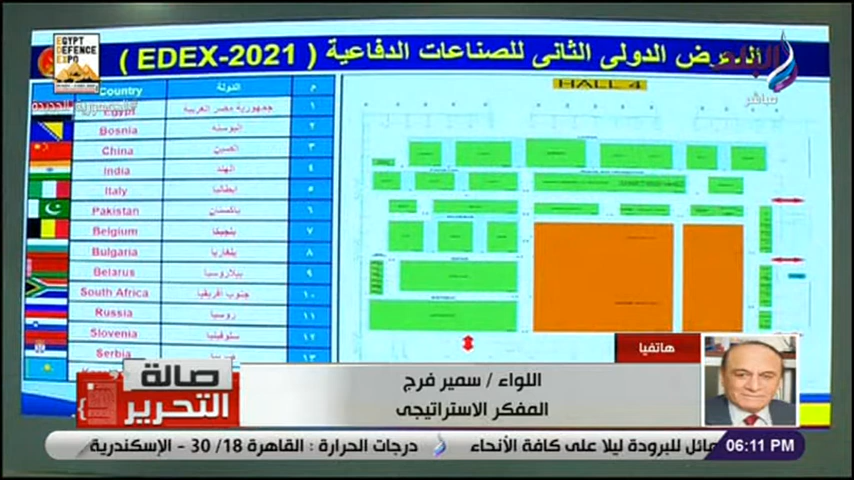 EGYPT
DEFENCE
EXPO
المعرض الدولى الثانى للصناعات الدفاعية ( EDEX-2021 )
مباشر
HALL 4
Country الدولة م
Egypt جمهورية مصر العربية ١
Bosnia البوسنه ٢
China الصين ٣
India الهند ٤
Italy ايطاليا ٥
Pakistan باكستان ٦
Belgium بلجيكا ٧
Bulgaria بلغاريا ٨
Belarus بيلاروسيا ٩
South Africa جنوب افريقيا ١٠
Russia روسيا ١١
Slovenia سلوفينيا ١٢
Serbia صربيا ١٣
هاتفيا
صالة
التحرير
اللواء / سمير فرج
المفكر الاستراتيجى
مائل للبرودة ليلا على كافة الأنحاء درجات الحرارة : القاهرة 18/ 30 - الإسكندرية
06:11 PM